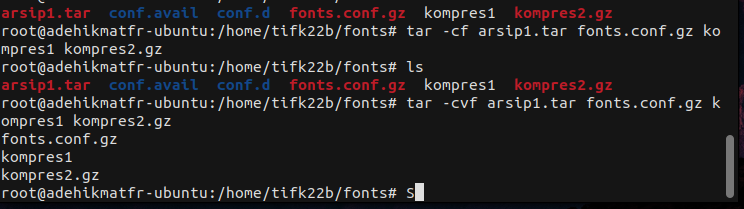 arsip1.tar conf.avail conf.d fonts.conf.gz kompres1 kompres2.gz
root@adehikmatfr-ubuntu:/home/tifk22b/fonts# tar -cf arsip1.tar fonts.conf.gz ko
mpres1 kompres2.gz
root@adehikmatfr-ubuntu:/home/tifk22b/fonts# ls
arsip1.tar conf.avail conf.d fonts.conf.gz kompres1 kompres2.gz
root@adehikmatfr-ubuntu:/home/tifk22b/fonts# tar -cvf arsip1.tar fonts.conf.gz k
ompres1 kompres2.gz
fonts.conf.gz
kompres1
kompres2.gz
root@adehikmatfr-ubuntu:/home/tifk22b/fonts# S